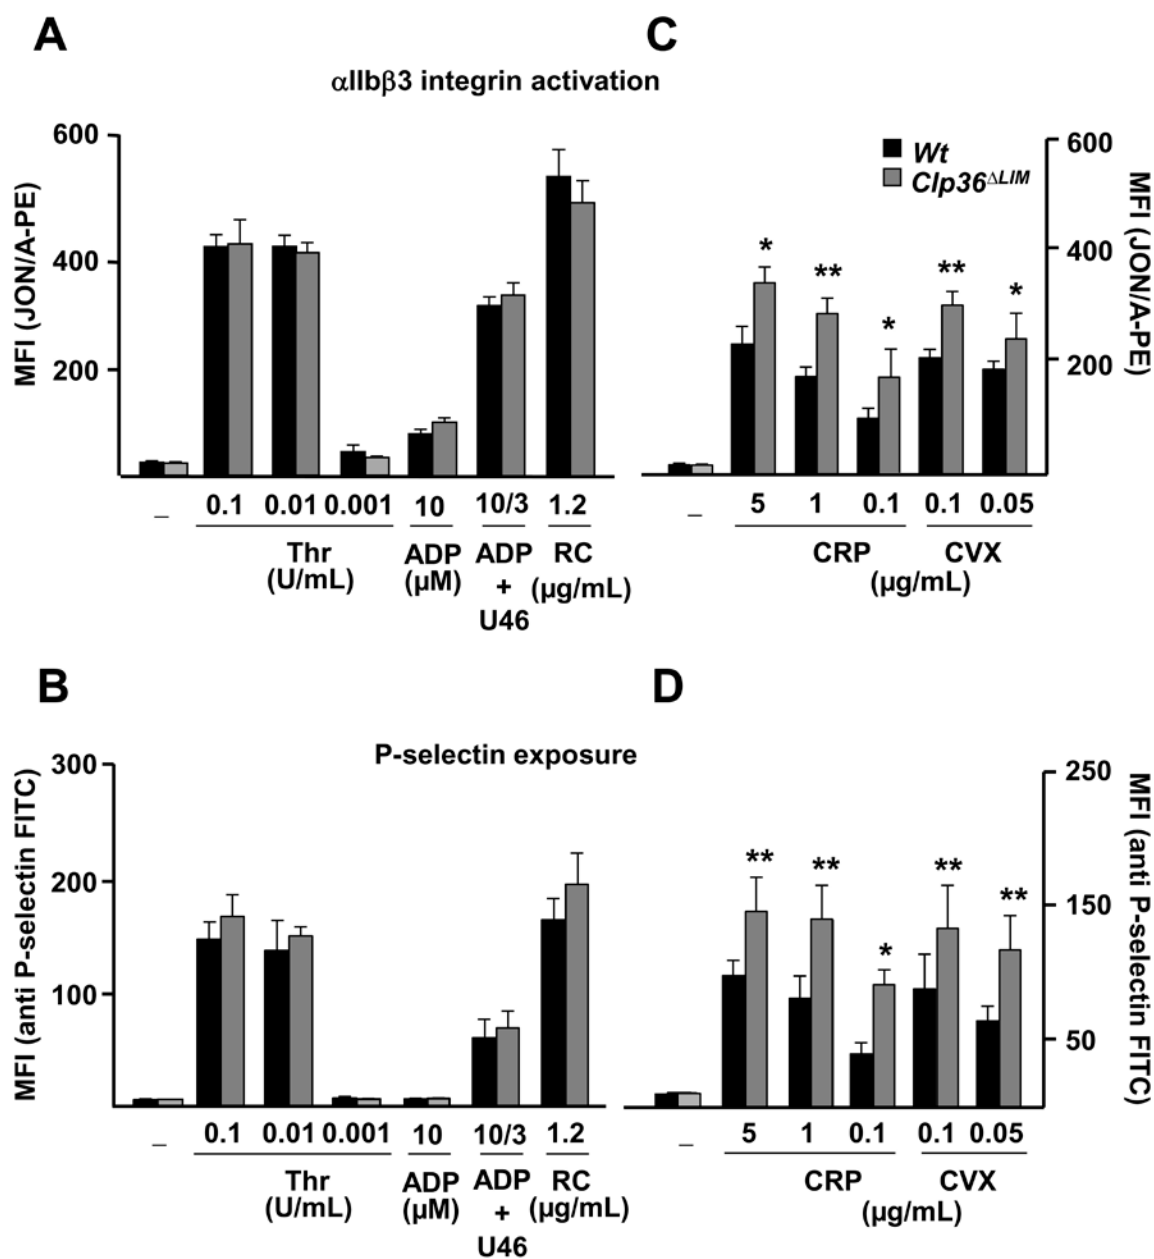 A
C
αIIbβ3 integrin activation
600
400
200
MFI (JON/A-PE)
Wt
Clp36ΔLIM
600
400
200
MFI (JON/A-PE)
* ** * ** *
_ 0.1 0.01 0.001 10 10/3 1.2
Thr
(U/mL)
ADP
(µM)
ADP
+
U46
RC
(µg/mL)
_ 5 1 0.1 0.1 0.05
CRP CVX
(µg/mL)
B
D
P-selectin exposure
300
200
100
MFI (anti P-selectin FITC)
250
150
50
MFI (anti P-selectin FITC)
** ** * ** **
_ 0.1 0.01 0.001 10 10/3 1.2
Thr
(U/mL)
ADP
(µM)
ADP
+
U46
RC
(µg/mL)
_ 5 1 0.1 0.1 0.05
CRP CVX
(µg/mL)